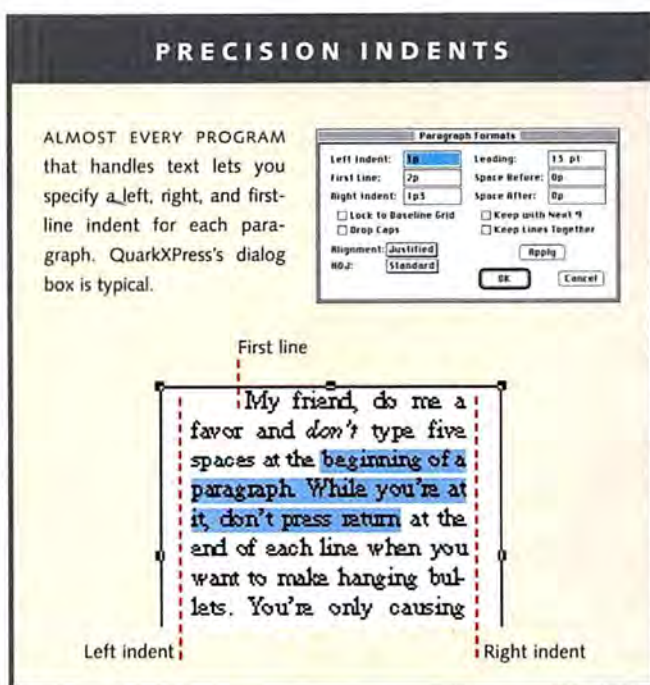 PRECISION INDENTS
ALMOST EVERY PROGRAM
that handles text lets you
specify a left, right, and first-
line indent for each para-
graph. QuarkXPress's dialog
box is typical.
Paragraph Formats
Left Indent: 1p Leading: 13 pt
First Line: 2p Space Before: 0p
Right Indent: 1p3 Space After: 0p
Lock to Baseline Grid Keep with Next ¶
Drop Caps Keep Lines Together
Alignment: Justified Apply
H&J: Standard
OK Cancel
First line
My friend, do me a
favor and don't type five
spaces at the beginning of a
paragraph. While you're at
it, don't press return at the
end of each line when you
want to make hanging bul-
lets. You're only causing
Left indent Right indent